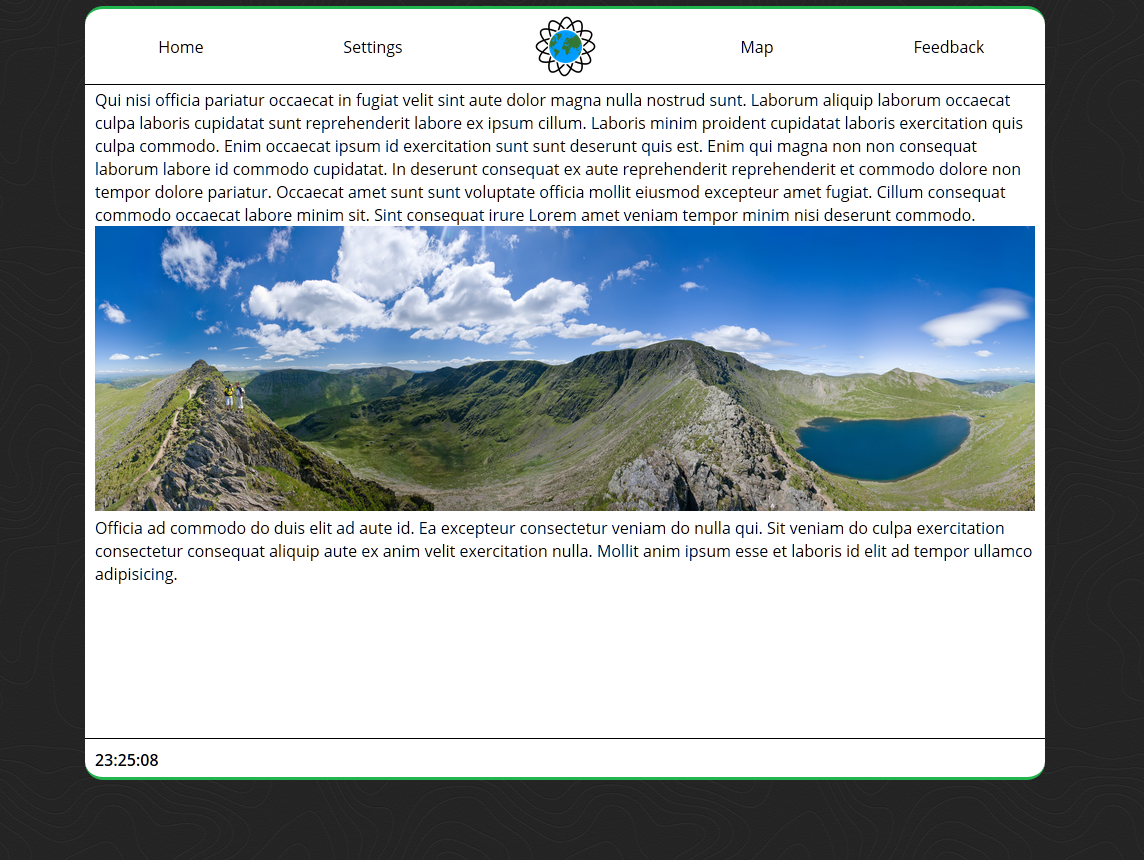 Home Settings Map Feedback
Qui nisi officia pariatur occaecat in fugiat velit sint aute dolor magna nulla nostrud sunt. Laborum aliquip laborum occaecat
culpa laboris cupidatat sunt reprehenderit labore ex ipsum cillum. Laboris minim proident cupidatat laboris exercitation quis
culpa commodo. Enim occaecat ipsum id exercitation sunt sunt deserunt quis est. Enim qui magna non non consequat
laborum labore id commodo cupidatat. In deserunt consequat ex aute reprehenderit reprehenderit et commodo dolore non
tempor dolore pariatur. Occaecat amet sunt sunt voluptate officia mollit eiusmod excepteur amet fugiat. Cillum consequat
commodo occaecat labore minim sit. Sint consequat irure Lorem amet veniam tempor minim nisi deserunt commodo.
Officia ad commodo do duis elit ad aute id. Ea excepteur consectetur veniam do nulla qui. Sit veniam do culpa exercitation
consectetur consequat aliquip aute ex anim velit exercitation nulla. Mollit anim ipsum esse et laboris id elit ad tempor ullamco
adipisicing.
23:25:08